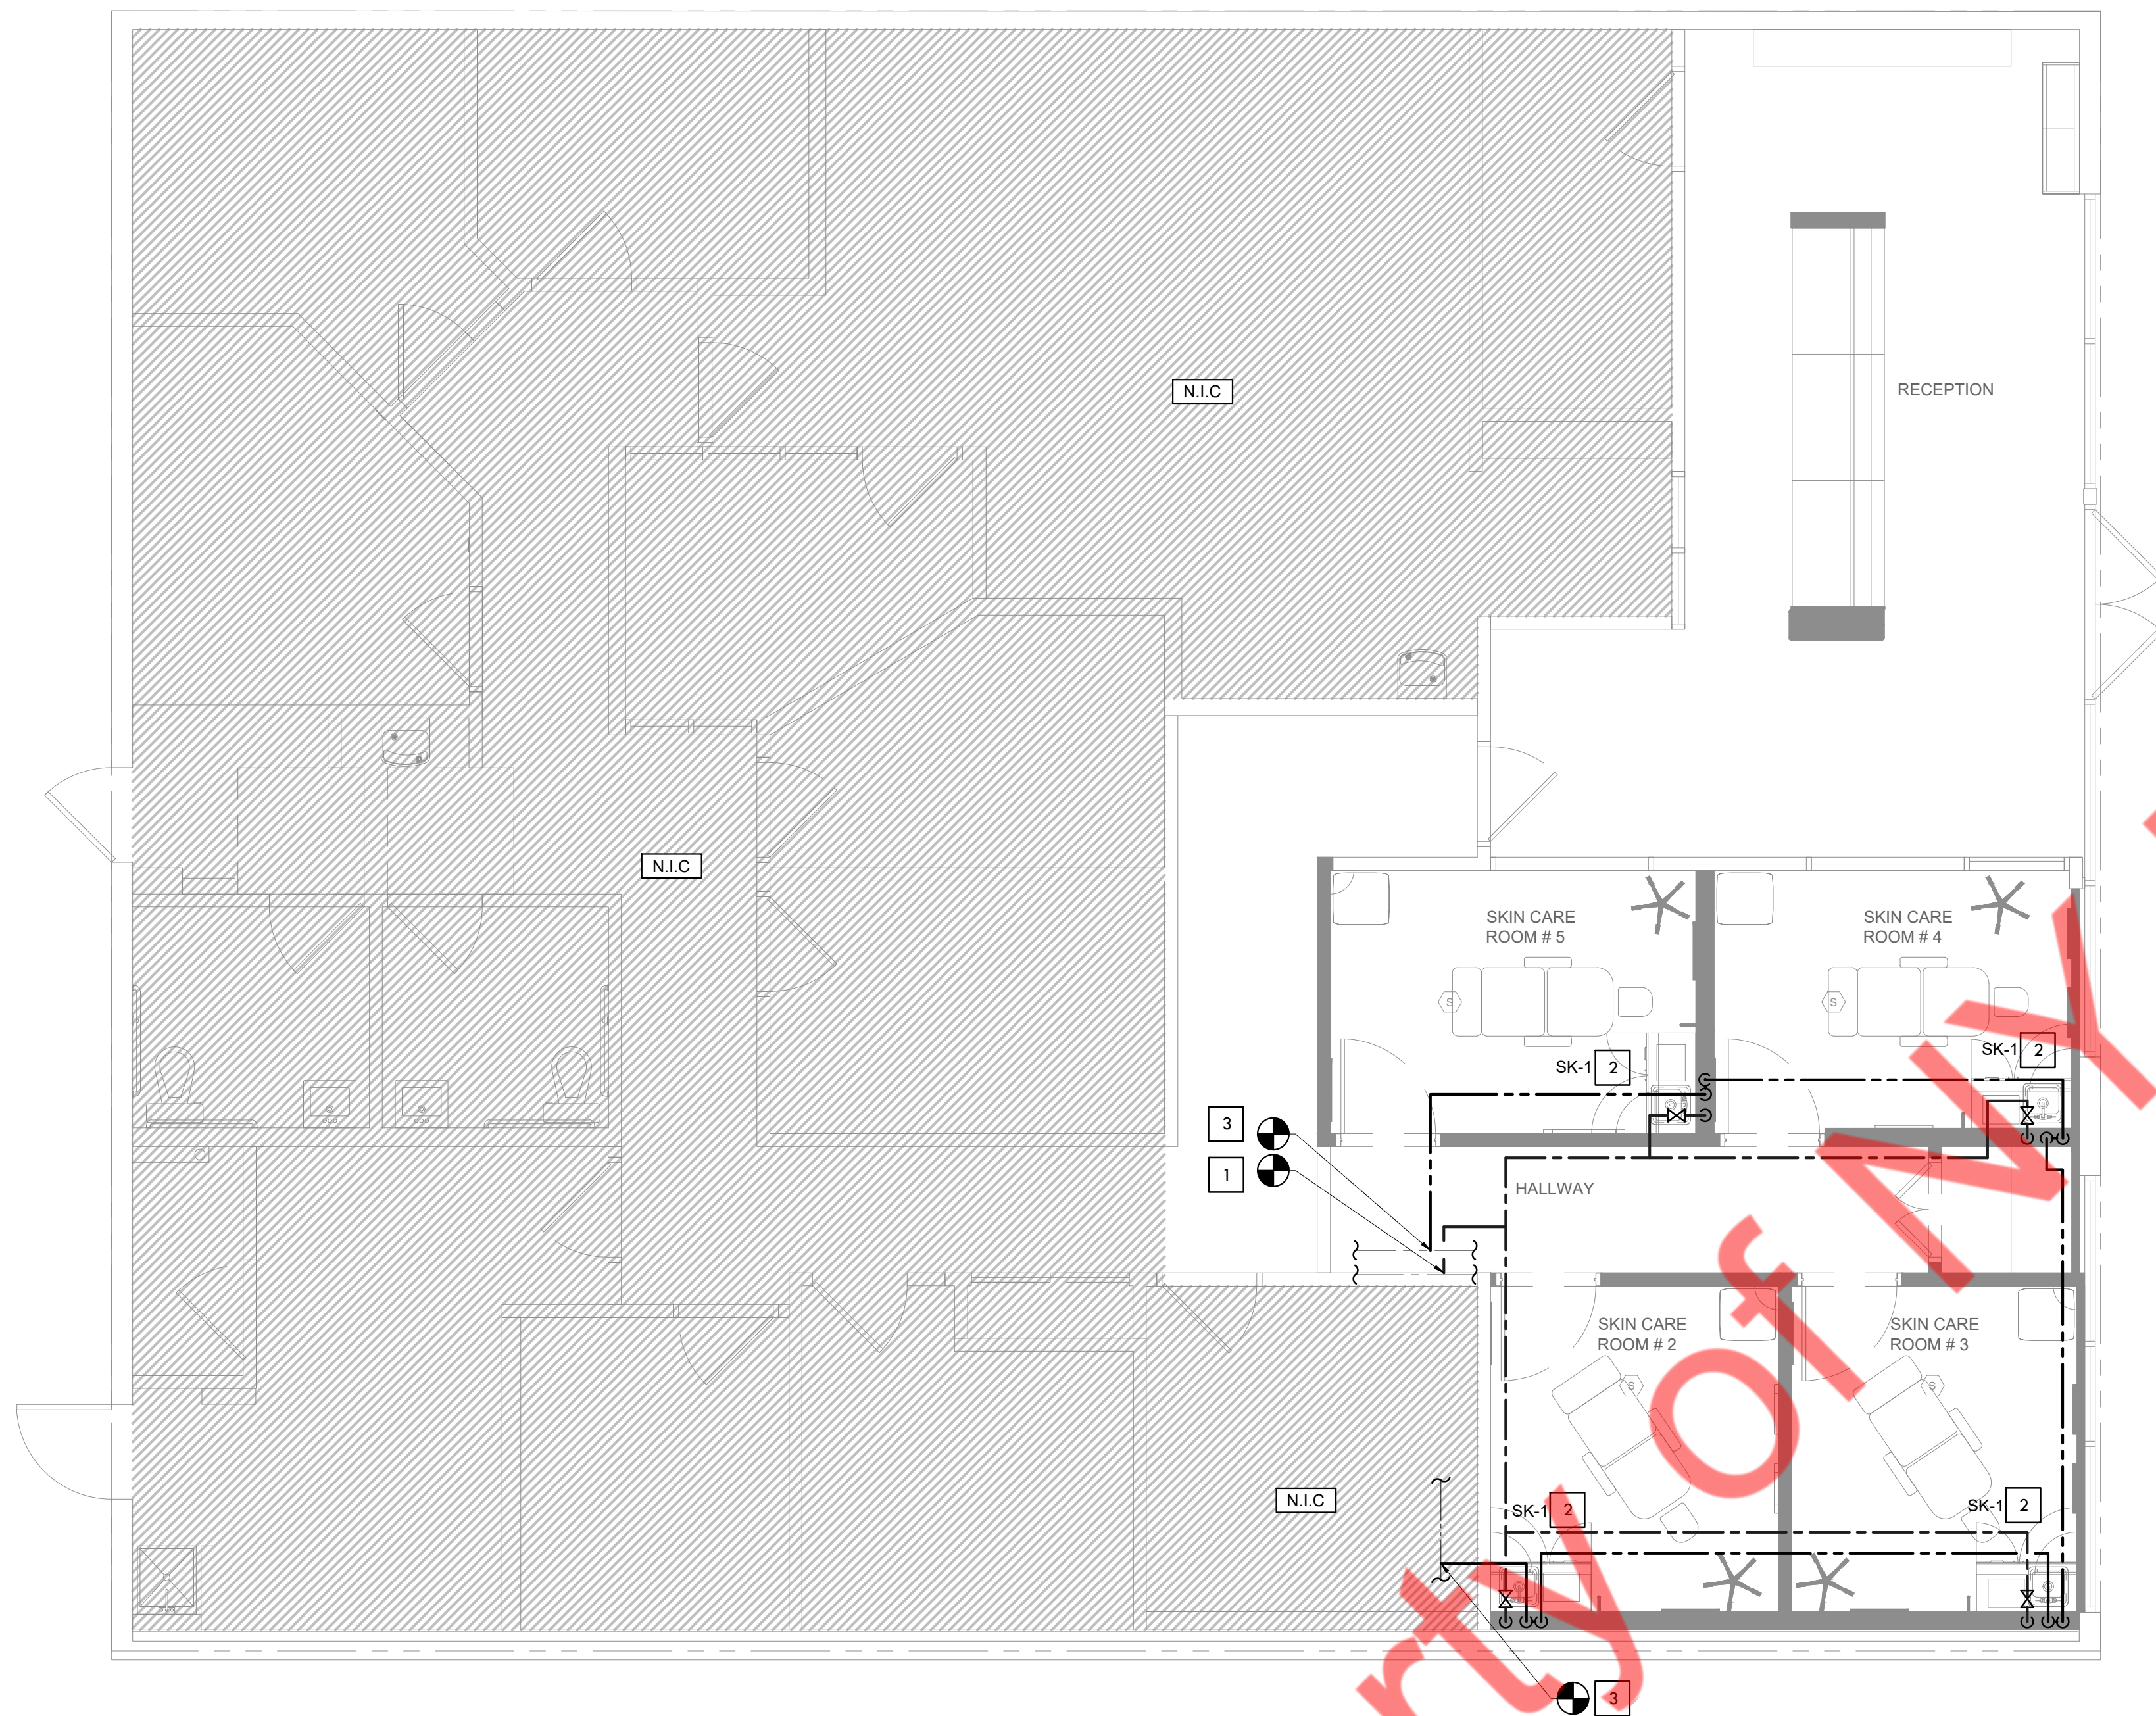 N.I.C
RECEPTION
N.I.C
SKIN CARE
ROOM # 5
SKIN CARE
ROOM # 4
S
S
SK-1 2
SK-1 2
3
1
HALLWAY
SKIN CARE
ROOM # 2
SKIN CARE
ROOM # 3
S
S
N.I.C
SK-1 2
SK-1 2
3
rty of NY